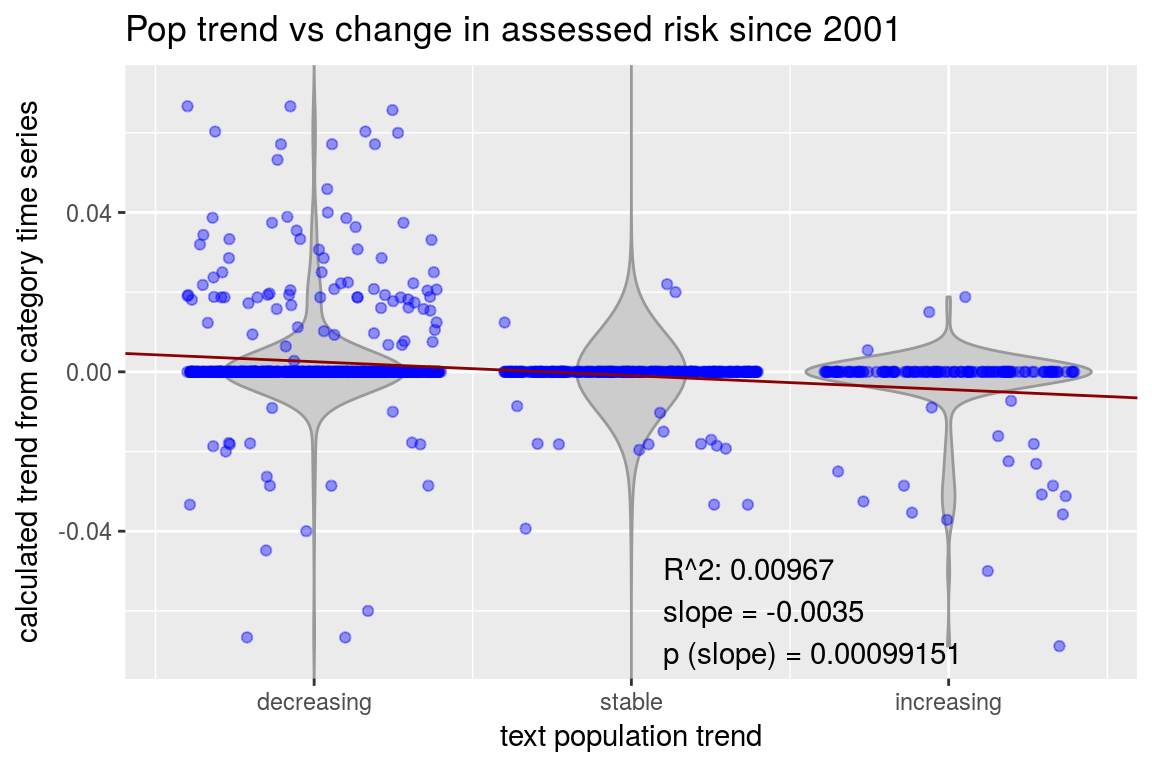 Pop trend vs change in assessed risk since 2001
calculated trend from category time series
0.04
0.00
-0.04
R^2: 0.00967
slope = -0.0035
p (slope) = 0.00099151
decreasing
stable
increasing
text population trend